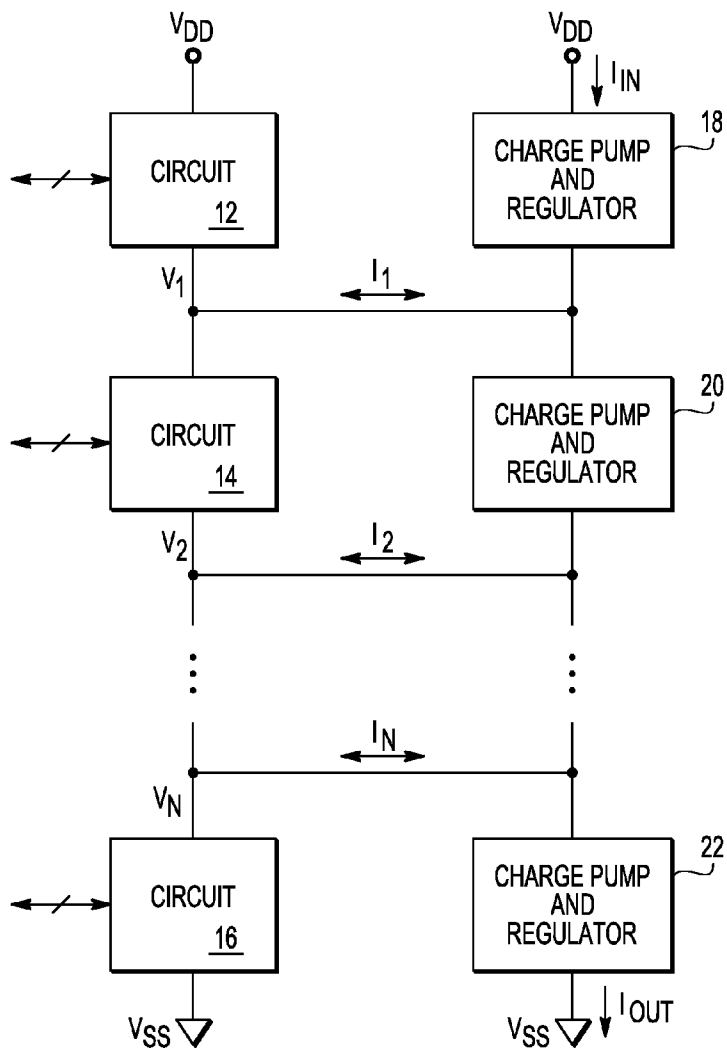 VDD
VDD
IIN
18
CIRCUIT
12
CHARGE PUMP
AND
REGULATOR
V1
I1
20
CIRCUIT
14
CHARGE PUMP
AND
REGULATOR
V2
I2
IN
VN
22
CIRCUIT
16
CHARGE PUMP
AND
REGULATOR
VSS
VSS
IOUT